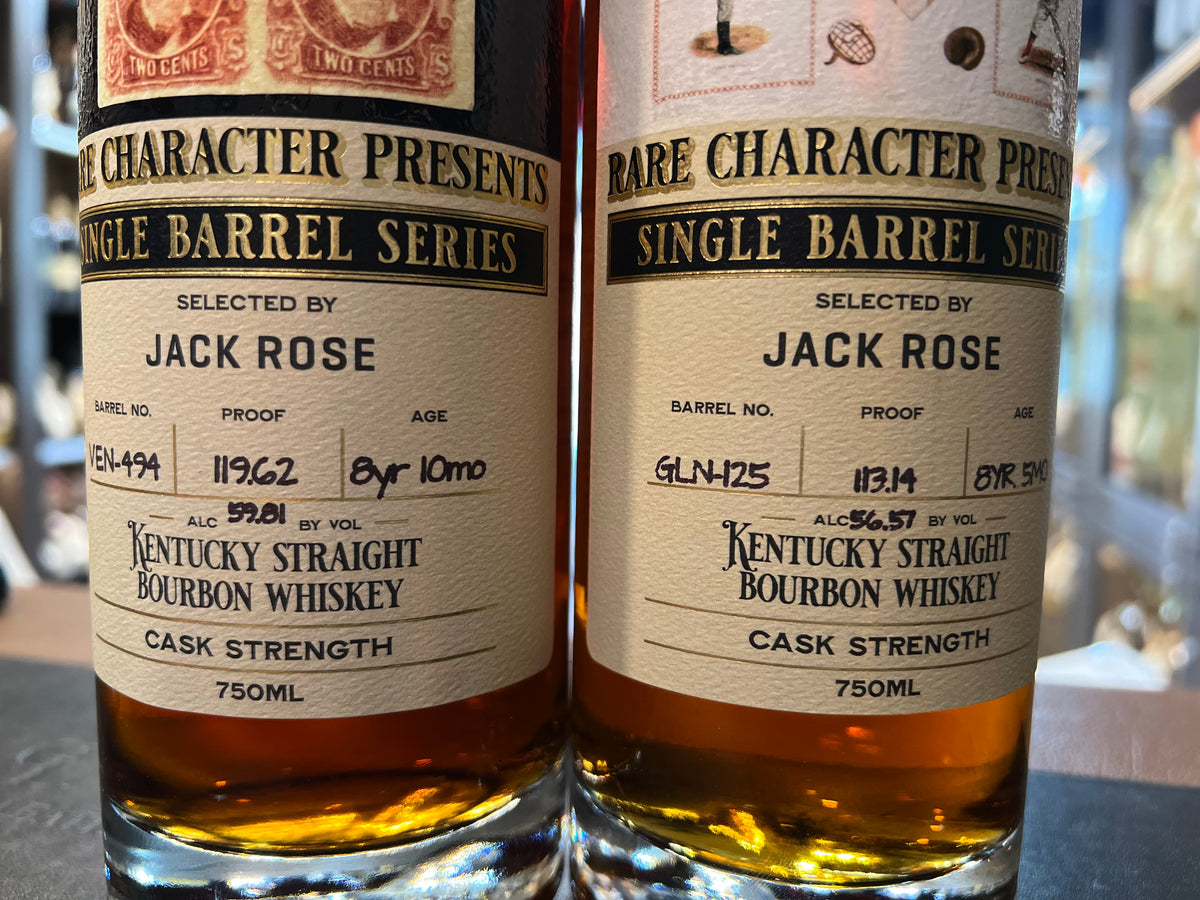 TWO CENTS TWO CENTS
CHARACTER PRESENTS
SINGLE BARREL SERIES
SELECTED BY
JACK ROSE
BARREL NO. PROOF AGE
VEN-494 119.62 8yr 10mo
ALC 59.81 BY VOL
KENTUCKY STRAIGHT
BOURBON WHISKEY
CASK STRENGTH
750ML
RARE CHARACTER PRESEN
SINGLE BARREL SERI
SELECTED BY
JACK ROSE
BARREL NO. PROOF AGE
GLN-125 113.14 8YR 5MO
ALC 56.57 BY VOL
KENTUCKY STRAIGHT
BOURBON WHISKEY
CASK STRENGTH
750ML